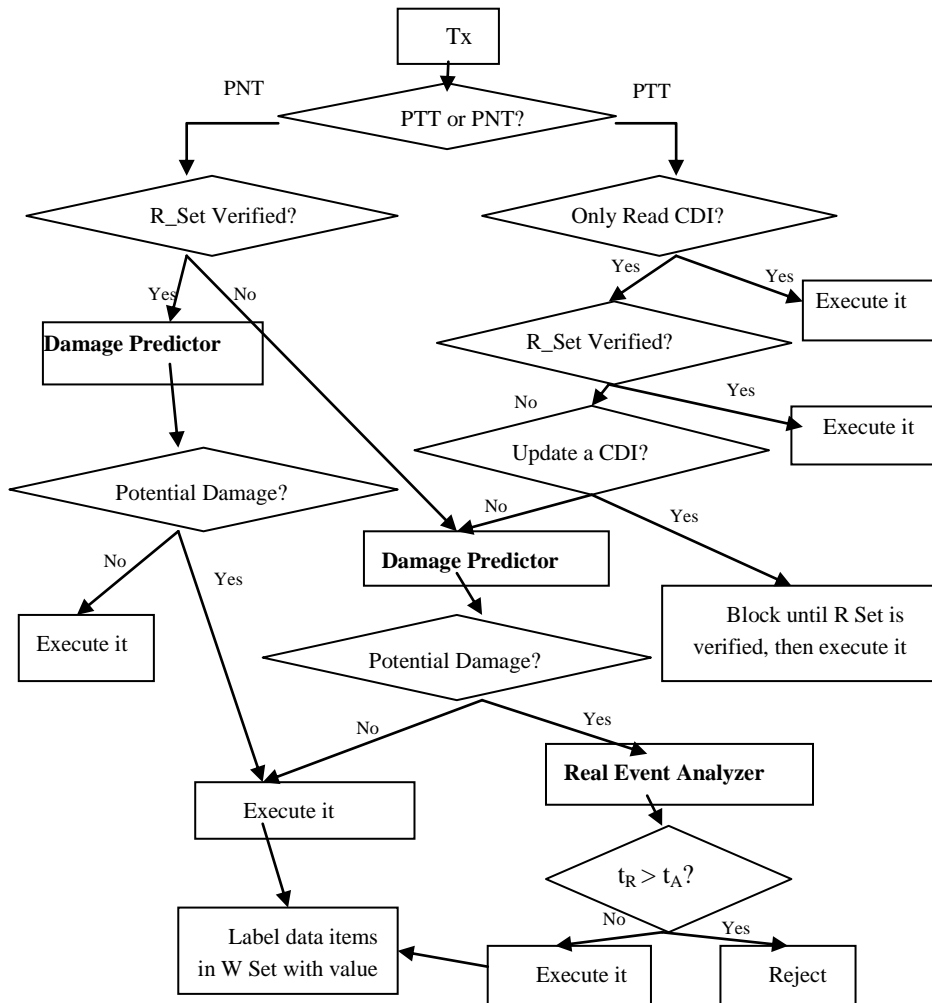 Tx
PNT
PTT
PTT or PNT?
R_Set Verified?
Only Read CDI?
Yes
No
Yes
Yes
Execute it
Damage Predictor
R_Set Verified?
Yes
No
Execute it
Update a CDI?
Potential Damage?
No
Yes
Damage Predictor
No
Yes
Execute it
Block until R Set is
verified, then execute it
Potential Damage?
No
Yes
Real Event Analyzer
Execute it
tR > tA?
No
Yes
Label data items
in W Set with value
Execute it
Reject